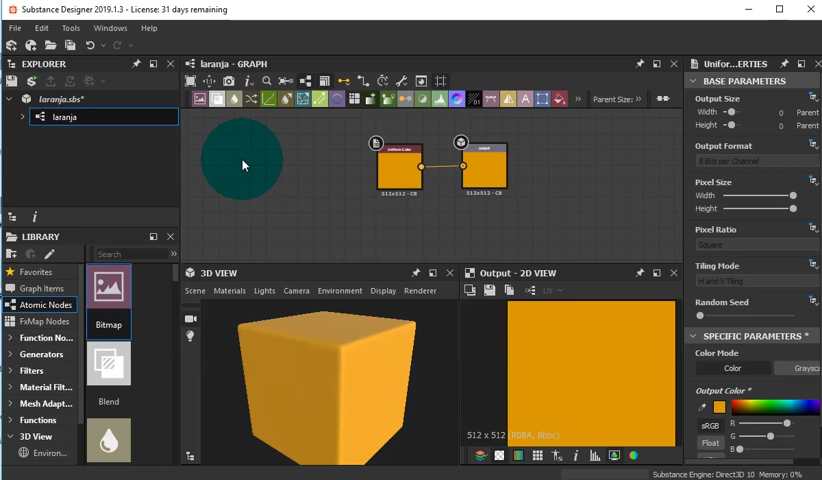 Substance Designer 2019.1.3 - License: 31 days remaining
File Edit Tools Windows Help
EXPLORER
laranja.sbs*
laranja
laranja - GRAPH
Parent Size:
Uniform Color
output
512x512 - C8
512x512 - C8
LIBRARY
Search
Favorites
Graph Items
Atomic Nodes
FxMap Nodes
Function No...
Generators
Filters
Material Filt...
Mesh Adapt...
Functions
3D View
Environ...
Bitmap
Blend
3D VIEW
Scene Materials Lights Camera Environment Display Renderer
Output - 2D VIEW
UV
512 x 512 (RGBA, 8bpc)
Unifor...ERTIES
BASE PARAMETERS
Output Size
Width 0 Parent
Height 0 Parent
Output Format
8 Bits per Channel
Pixel Size
Width
Height
Pixel Ratio
Square
Tiling Mode
H and V Tiling
Random Seed
SPECIFIC PARAMETERS *
Color Mode
Color Graysca
Output Color *
sRGB
Float
R
G
B
Substance Engine: Direct3D 10 Memory: 0%